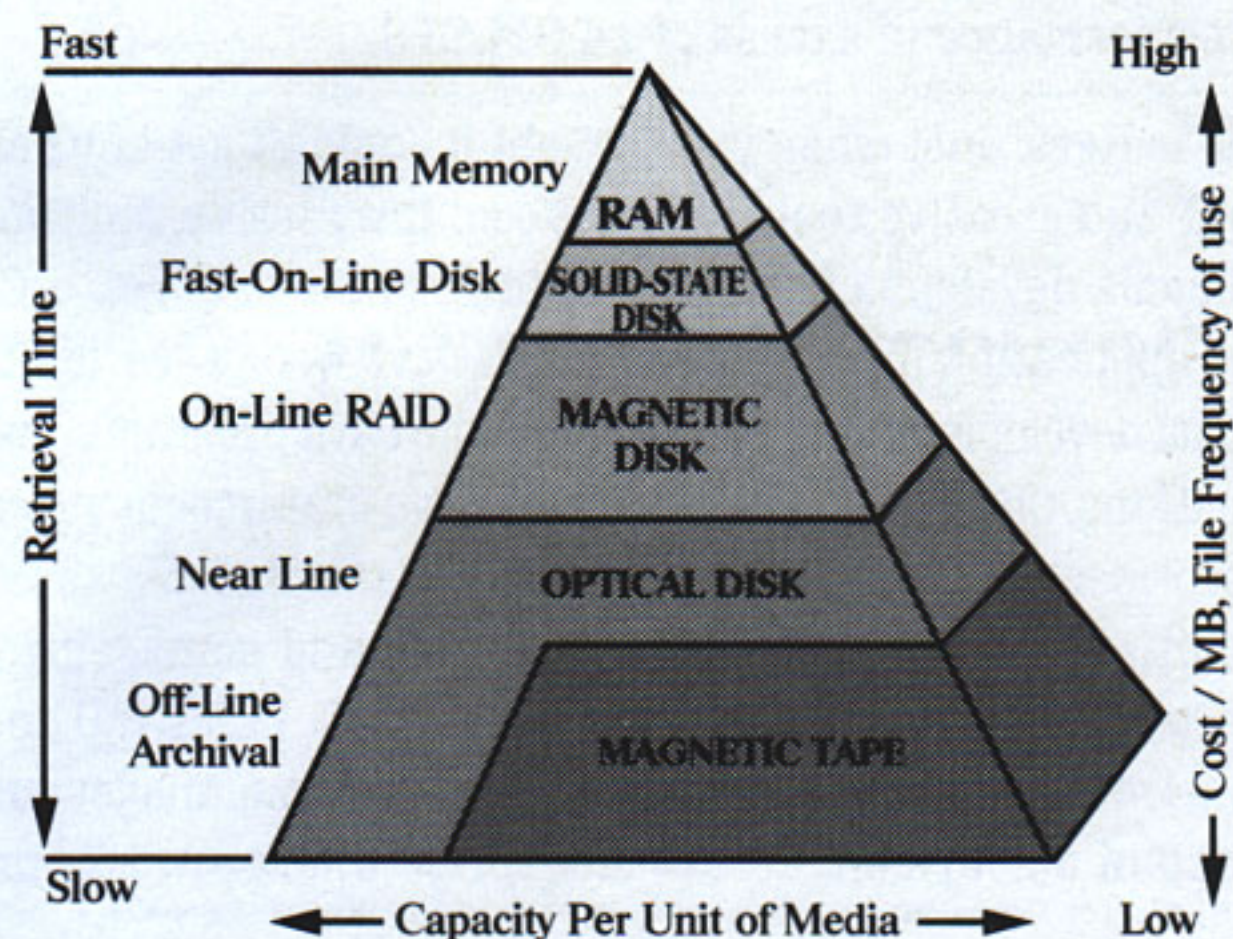 Fast
High
Main Memory
RAM
Fast-On-Line Disk
SOLID-STATE
DISK
On-Line RAID
MAGNETIC
DISK
Near Line
OPTICAL DISK
Off-Line
Archival
MAGNETIC TAPE
Retrieval Time
Cost / MB, File Frequency of use
Slow
Capacity Per Unit of Media
Low